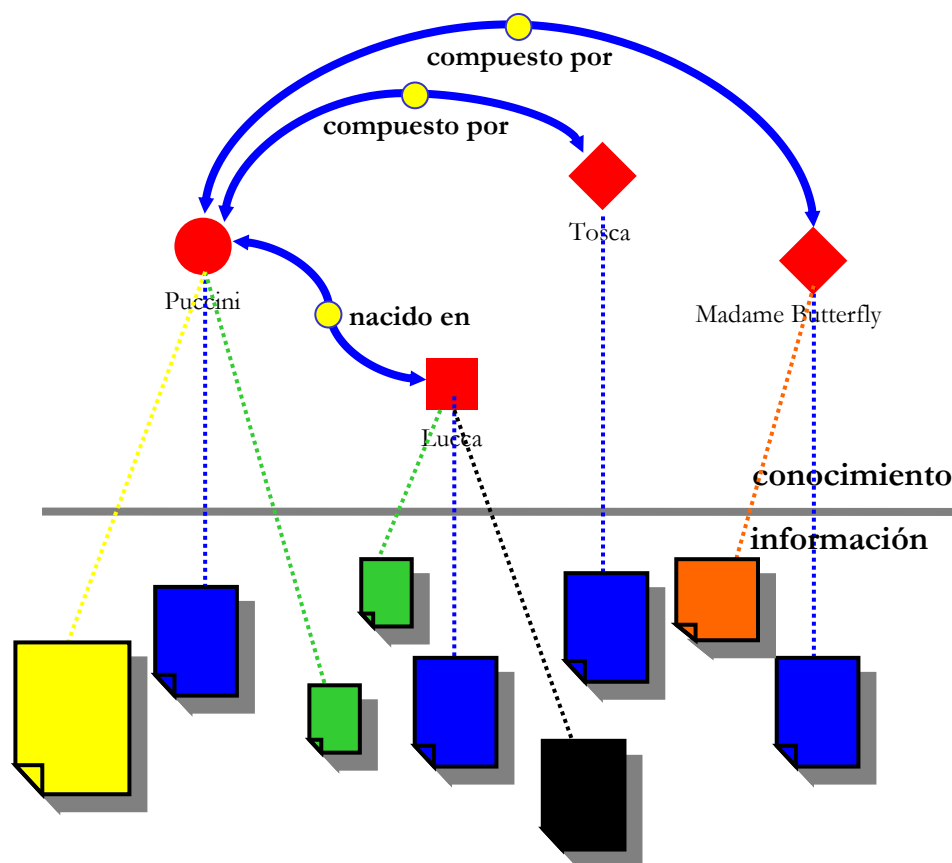 compuesto por
compuesto por
Tosca
Puccini
Madame Butterfly
nacido en
Lucca
conocimiento
información